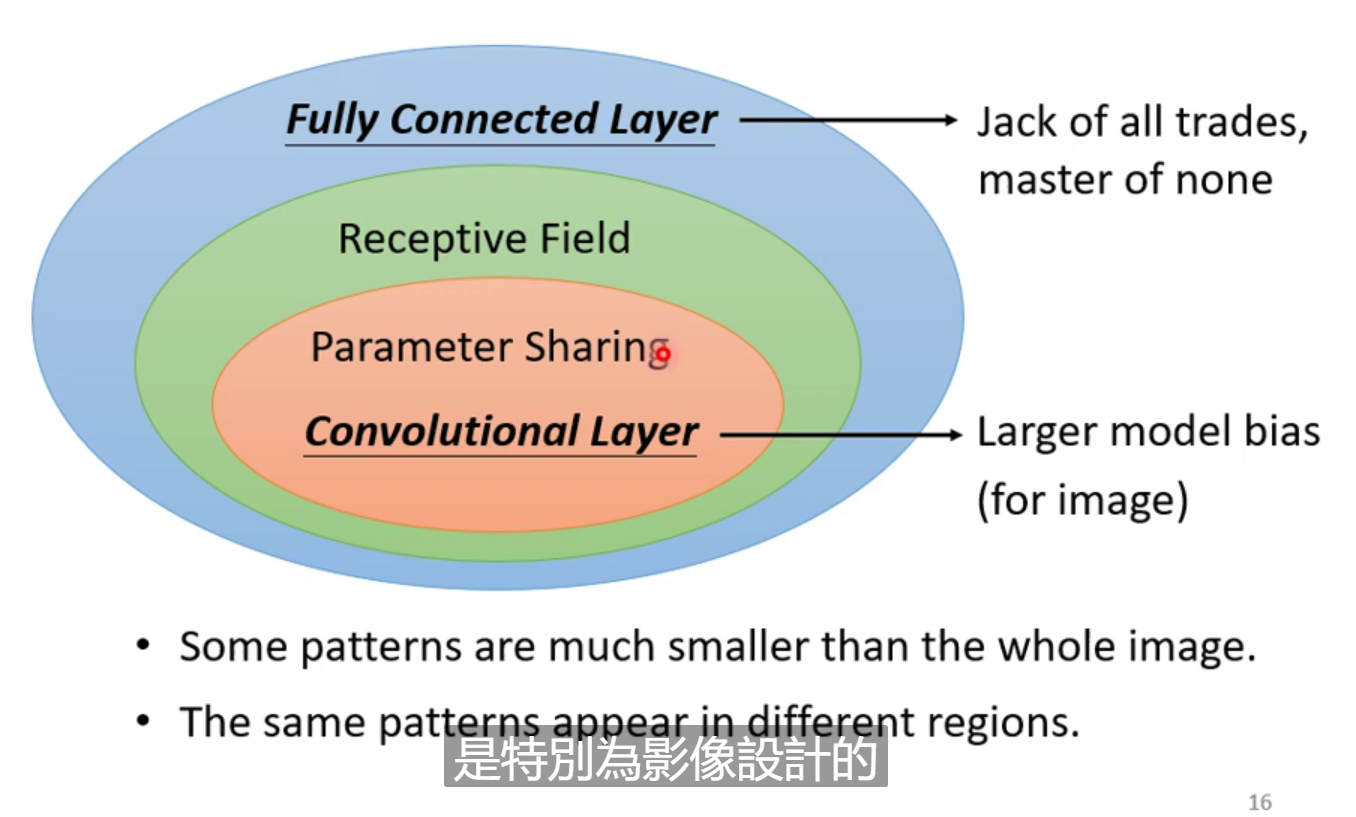 Fully Connected Layer
Jack of all trades,
master of none
Receptive Field
Parameter Sharing
Convolutional Layer
Larger model bias
(for image)
• Some patterns are much smaller than the whole image.
• The same patterns appear in different regions.
是特別為影像設計的
16